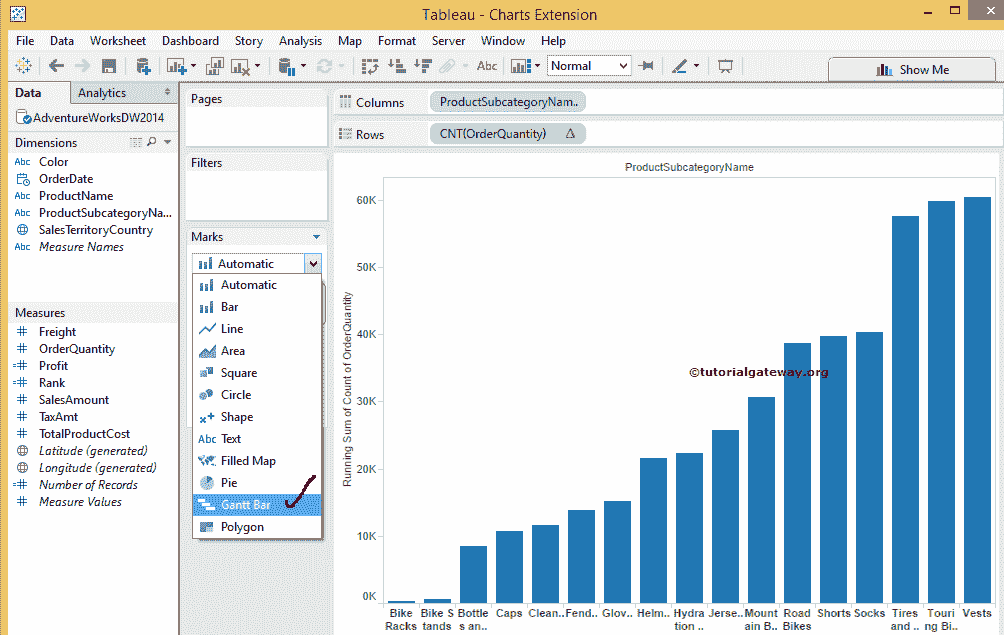 Tableau - Charts Extension
File Data Worksheet Dashboard Story Analysis Map Format Server Window Help
Abc
Normal
Show Me
Data
Analytics
AdventureWorksDW2014
Dimensions
Abc Color
OrderDate
Abc ProductName
Abc ProductSubcategoryNa...
SalesTerritoryCountry
Abc Measure Names
Measures
# Freight
# OrderQuantity
=# Profit
=# Rank
# SalesAmount
# TaxAmt
# TotalProductCost
Latitude (generated)
Longitude (generated)
=# Number of Records
# Measure Values
Pages
Filters
Marks
Automatic
Automatic
Bar
Line
Area
Square
Circle
Shape
Abc Text
Filled Map
Pie
Gantt Bar
Polygon
Columns
ProductSubcategoryNam..
Rows
CNT(OrderQuantity) Δ
ProductSubcategoryName
Running Sum of Count of OrderQuantity
60K
50K
40K
30K
20K
10K
0K
©tutorialgateway.org
Bike Racks
Bike S tands
Bottle s an..
Caps
Clean..
Fend..
Glov..
Helm..
Hydra tion ..
Jerse..
Mount ain B..
Road Bikes
Shorts
Socks
Tires and ..
Touri ng Bi..
Vests